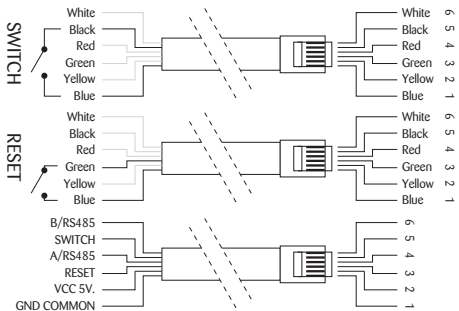 SWITCH
White White 6
Black Black 5
Red Red 4
Green Green 3
Yellow Yellow 2
Blue Blue 1
RESET
White White 6
Black Black 5
Red Red 4
Green Green 3
Yellow Yellow 2
Blue Blue 1
B/RS485 6
SWITCH 5
A/RS485 4
RESET 3
VCC 5V. 2
GND COMMON 1